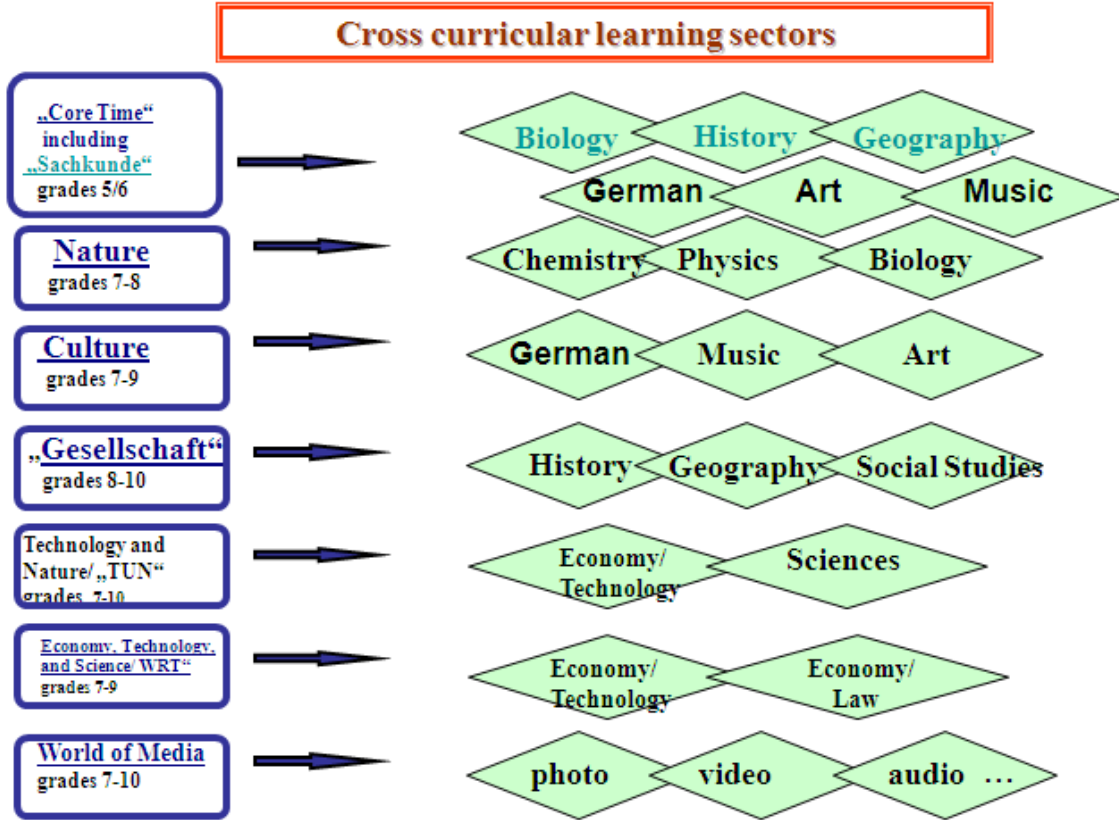 Cross curricular learning sectors
„Core Time“
including
„Sachkunde“
grades 5/6
Biology
History
Geography
German
Art
Music
Nature
grades 7-8
Chemistry
Physics
Biology
Culture
grades 7-9
German
Music
Art
„Gesellschaft“
grades 8-10
History
Geography
Social Studies
Technology and
Nature/ „TUN“
grades 7-10
Economy/
Technology
Sciences
Economy, Technology,
and Science/ WRT“
grades 7-9
Economy/
Technology
Economy/
Law
World of Media
grades 7-10
photo
video
audio …